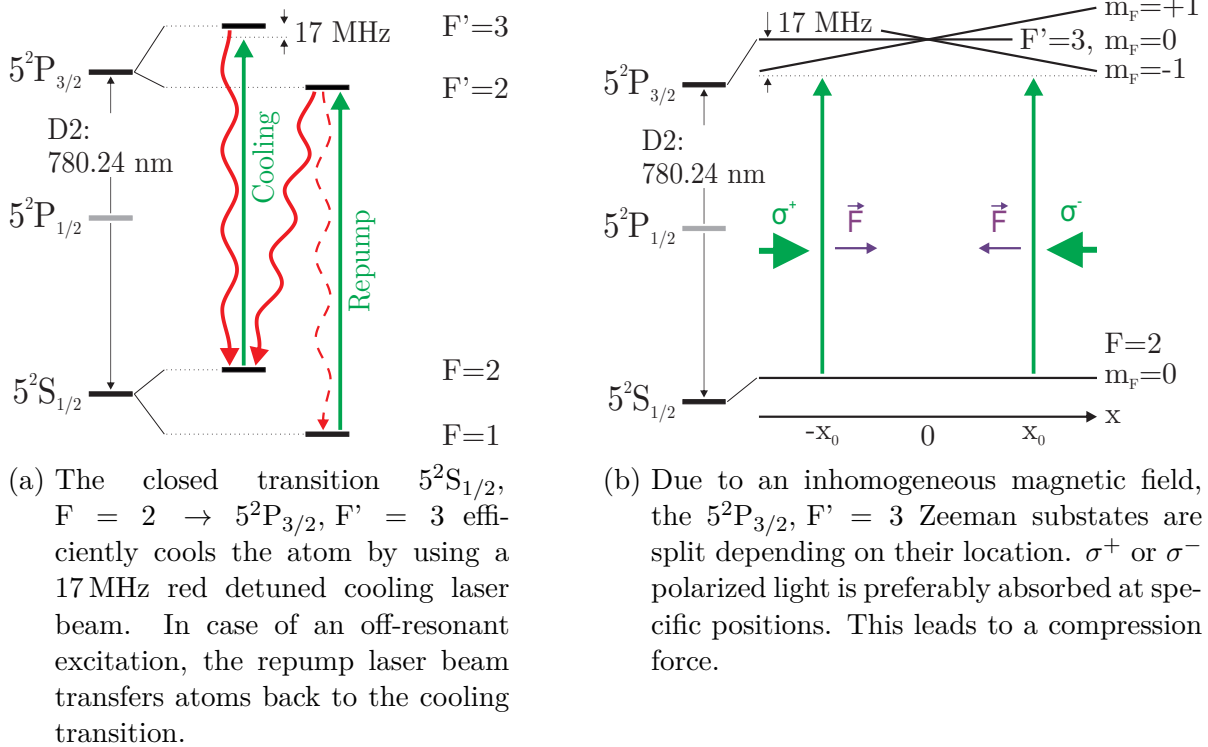 17 MHz
F'=3
5²P₃/₂
F'=2
D2:
780.24 nm
Cooling
5²P₁/₂
Repump
F=2
5²S₁/₂
F=1
(a) The closed transition 5²S₁/₂,
F = 2 → 5²P₃/₂, F' = 3 effi-
ciently cools the atom by using a
17 MHz red detuned cooling laser
beam. In case of an off-resonant
excitation, the repump laser beam
transfers atoms back to the cooling
transition.
m_F=+1
17 MHz
F'=3, m_F=0
m_F=-1
5²P₃/₂
D2:
780.24 nm
σ⁺ F⃗ F⃗ σ⁻
5²P₁/₂
F=2
m_F=0
5²S₁/₂
x
-x₀ 0 x₀
(b) Due to an inhomogeneous magnetic field,
the 5²P₃/₂, F' = 3 Zeeman substates are
split depending on their location. σ⁺ or σ⁻
polarized light is preferably absorbed at spe-
cific positions. This leads to a compression
force.